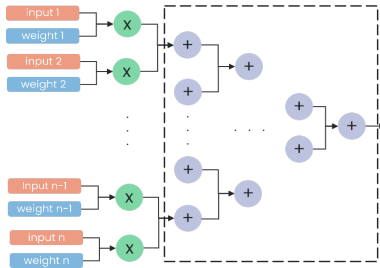 input 1
weight 1
x
+
input 2
weight 2
x
+
+
+
+
+
+
Input n-1
weight n-1
x
+
+
input n
weight n
x